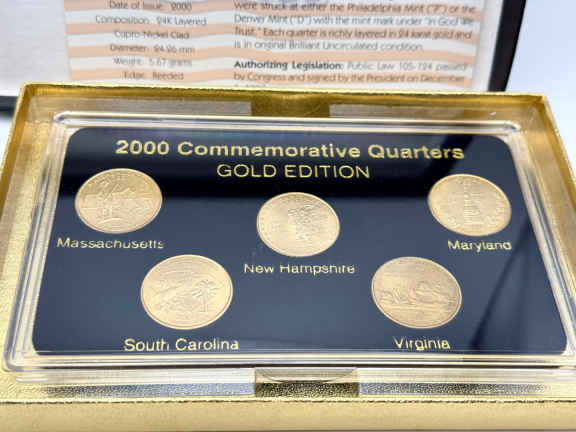 Date of Issue: 2000
Composition: 24K Layered
Cupro-Nickel Clad
Diameter: 24.26 mm
Weight: 5.67 grams
Edge: Reeded
were struck at either the Philadelphia Mint ("P") or the
Denver Mint ("D") with the mint mark under "In God We
Trust." Each quarter is richly layered in 24 karat gold and
is in original Brilliant Uncirculated condition.
Authorizing Legislation: Public Law 105-124 passed
by Congress and signed by the President on December
2000 Commemorative Quarters
GOLD EDITION
Massachusetts
New Hampshire
Maryland
South Carolina
Virginia